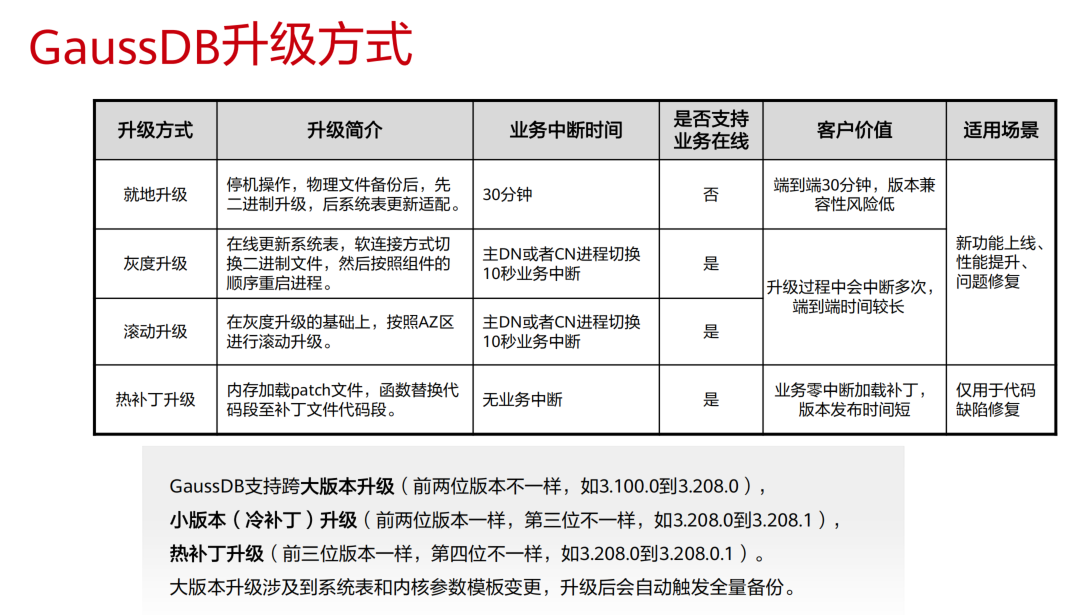 GaussDB升级方式
升级方式 升级简介 业务中断时间 是否支持 客户价值 适用场景
业务在线
就地升级
停机操作，物理文件备份后，先
二进制升级，后系统表更新适配。
30分钟
否
端到端30分钟，版本兼
容性风险低
灰度升级
在线更新系统表，软连接方式切
换二进制文件，然后按照组件的
顺序重启进程。
主DN或者CN进程切换
10秒业务中断
是
升级过程中会中断多次，
端到端时间较长
新功能上线、
性能提升、
问题修复
滚动升级
在灰度升级的基础上，按照AZ区
进行滚动升级。
主DN或者CN进程切换
10秒业务中断
是
热补丁升级
内存加载patch文件，函数替换代
码段至补丁文件代码段。
无业务中断
是
业务零中断加载补丁，
版本发布时间短
仅用于代码
缺陷修复
GaussDB支持跨大版本升级（前两位版本不一样，如3.100.0到3.208.0），
小版本（冷补丁）升级（前两位版本一样，第三位不一样，如3.208.0到3.208.1），
热补丁升级（前三位版本一样，第四位不一样，如3.208.0到3.208.0.1）。
大版本升级涉及到系统表和内核参数模板变更，升级后会自动触发全量备份。